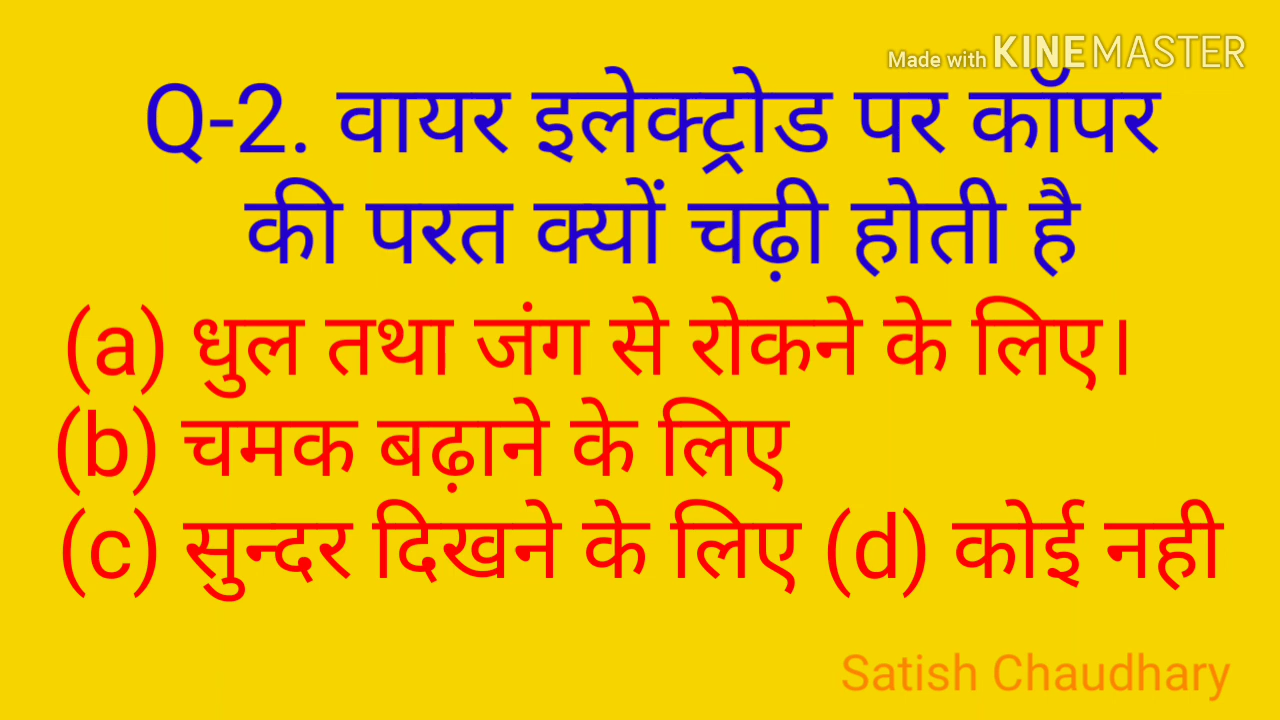 Made with KINEMASTER
Q-2. वायर इलेक्ट्रोड पर कॉपर
की परत क्यों चढ़ी होती है
(a) धुल तथा जंग से रोकने के लिए।
(b) चमक बढ़ाने के लिए
(c) सुन्दर दिखने के लिए (d) कोई नही
Satish Chaudhary